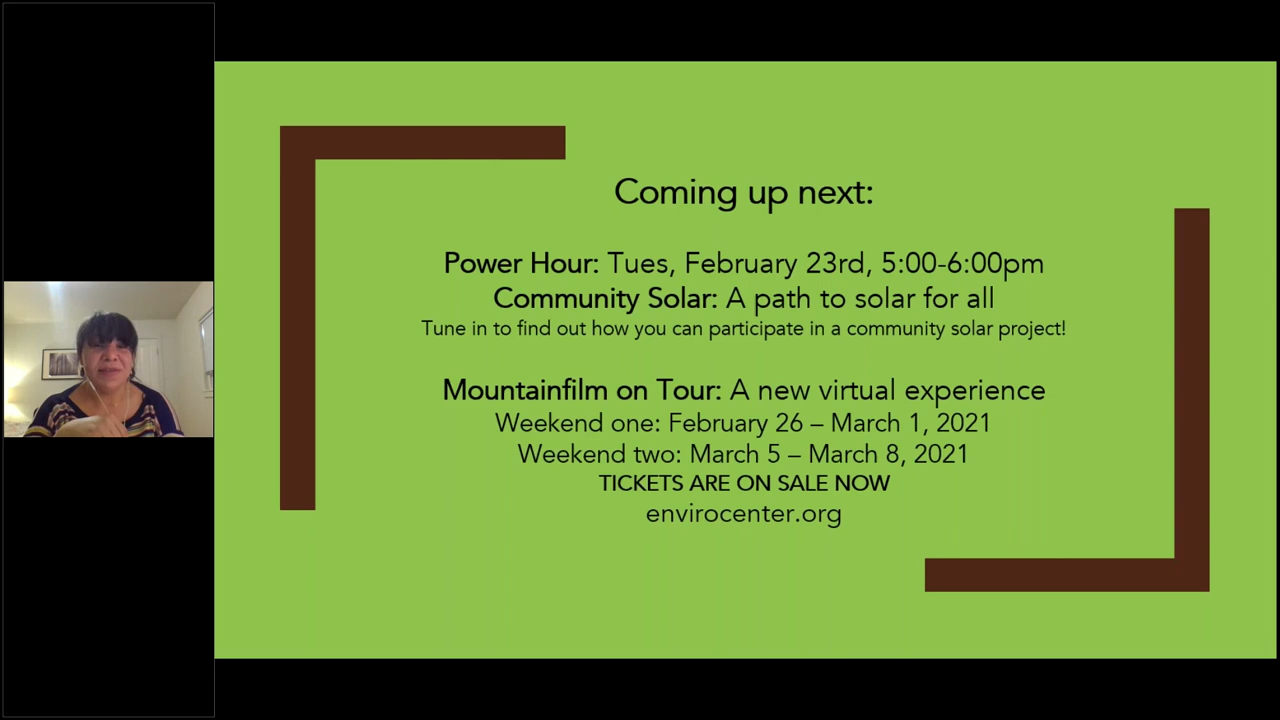 Coming up next:
Power Hour: Tues, February 23rd, 5:00-6:00pm
Community Solar: A path to solar for all
Tune in to find out how you can participate in a community solar project!
Mountainfilm on Tour: A new virtual experience
Weekend one: February 26 – March 1, 2021
Weekend two: March 5 – March 8, 2021
TICKETS ARE ON SALE NOW
envirocenter.org